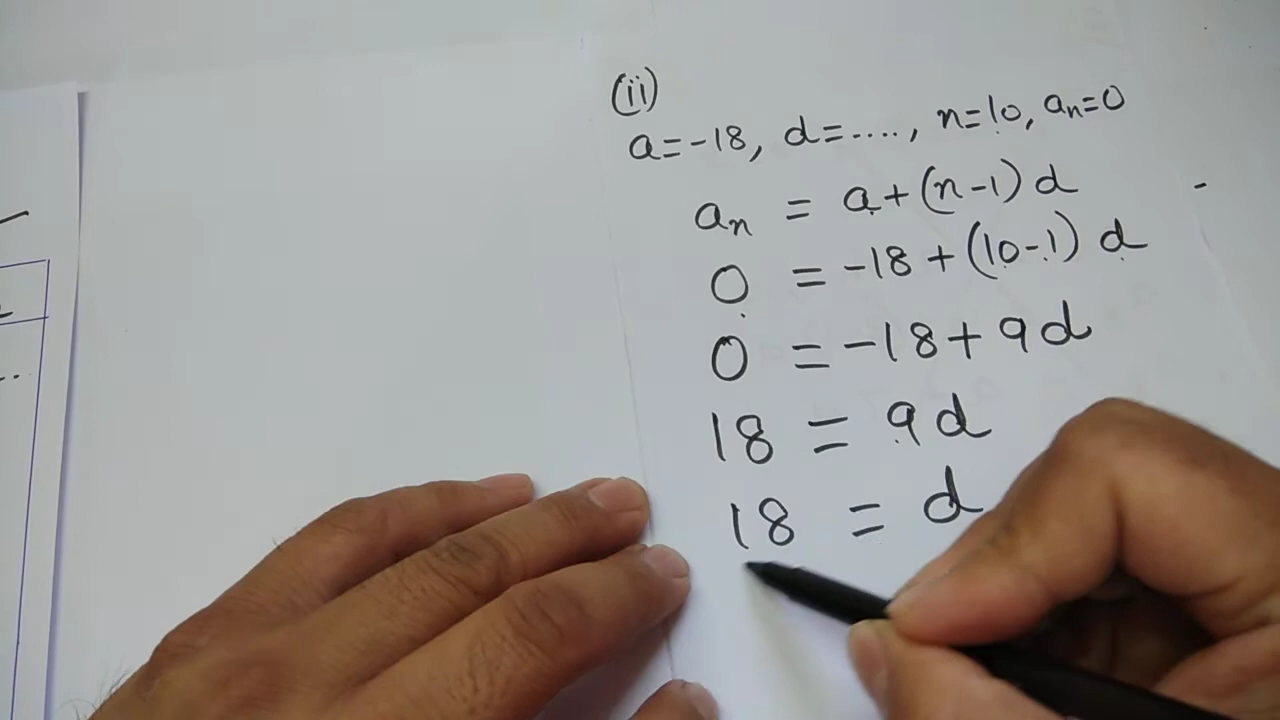 (ii)
a=-18, d=...., n=10, an=0
an = a+(n-1)d
0 = -18+(10-1)d
0 = -18+9d
18 = 9d
18 = d